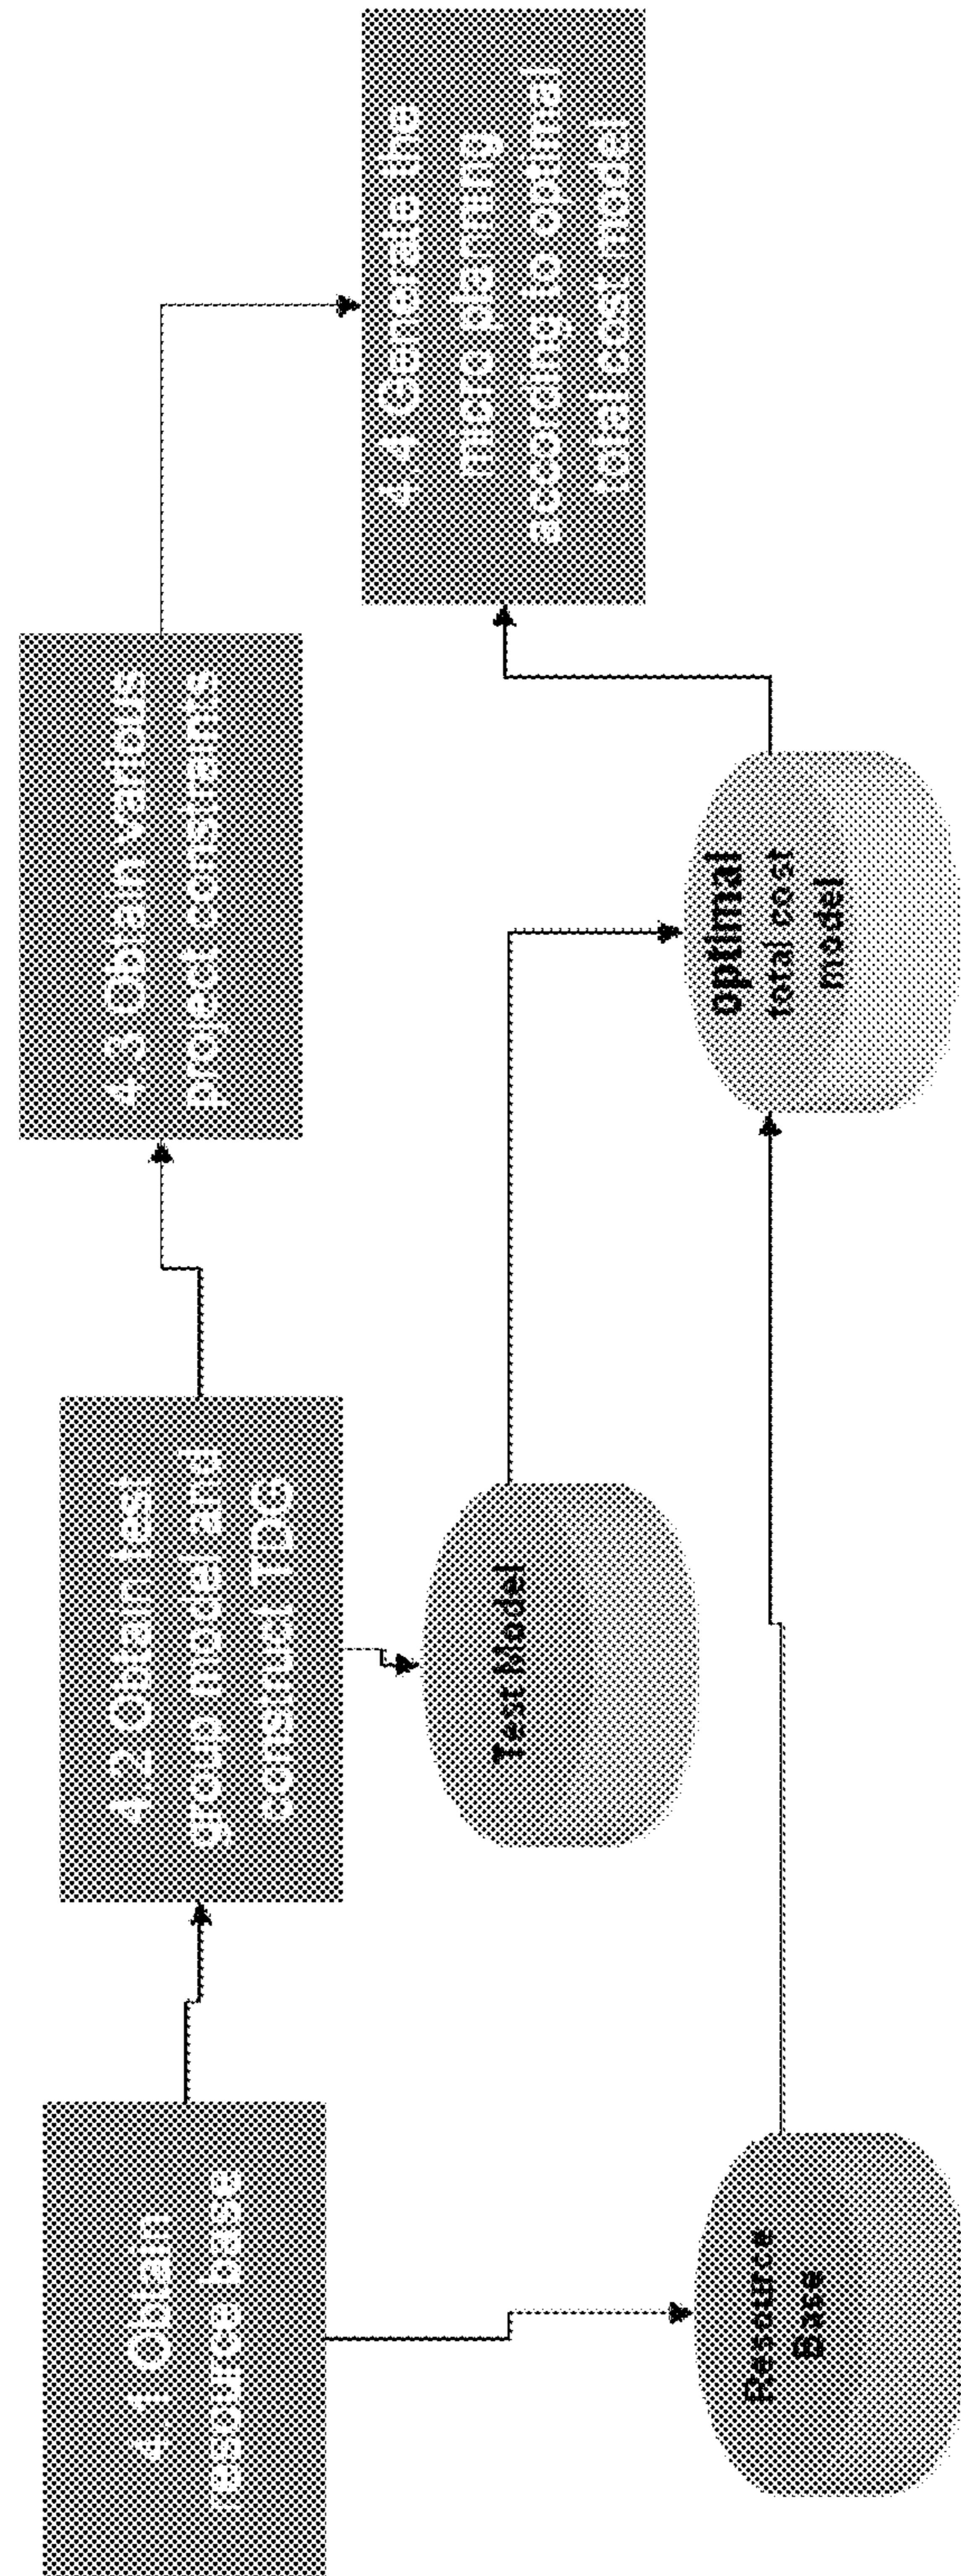 4.1 Obtain
resource base
4.2 Obtain test
group model and
construct TDG
4.3 Obtain various
project constraints
4.4 Generate the
micro planning
according to optimal
total cost model
Resource
Base
Test Model
optimal
total cost
model